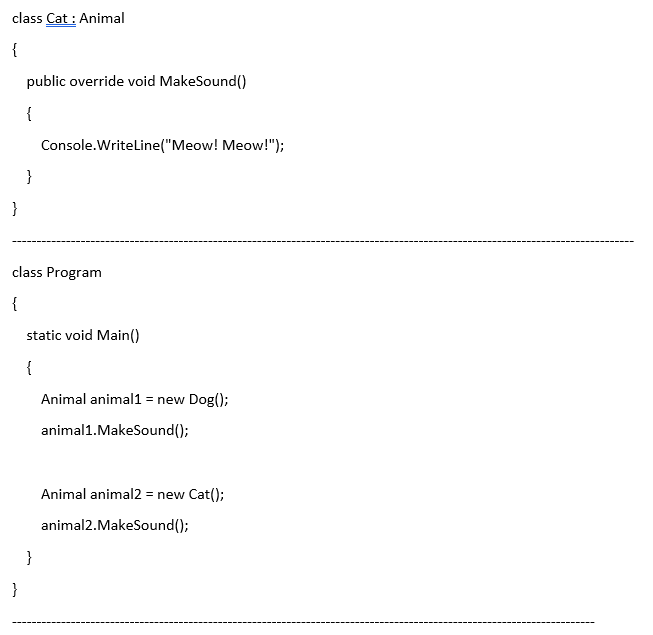 class Cat : Animal
{
public override void MakeSound()
{
Console.WriteLine("Meow! Meow!");
}
}
--------------------------------------------------------------------------------------------------------------------------------
class Program
{
static void Main()
{
Animal animal1 = new Dog();
animal1.MakeSound();
Animal animal2 = new Cat();
animal2.MakeSound();
}
}
------------------------------------------------------------------------------------------------------------------------